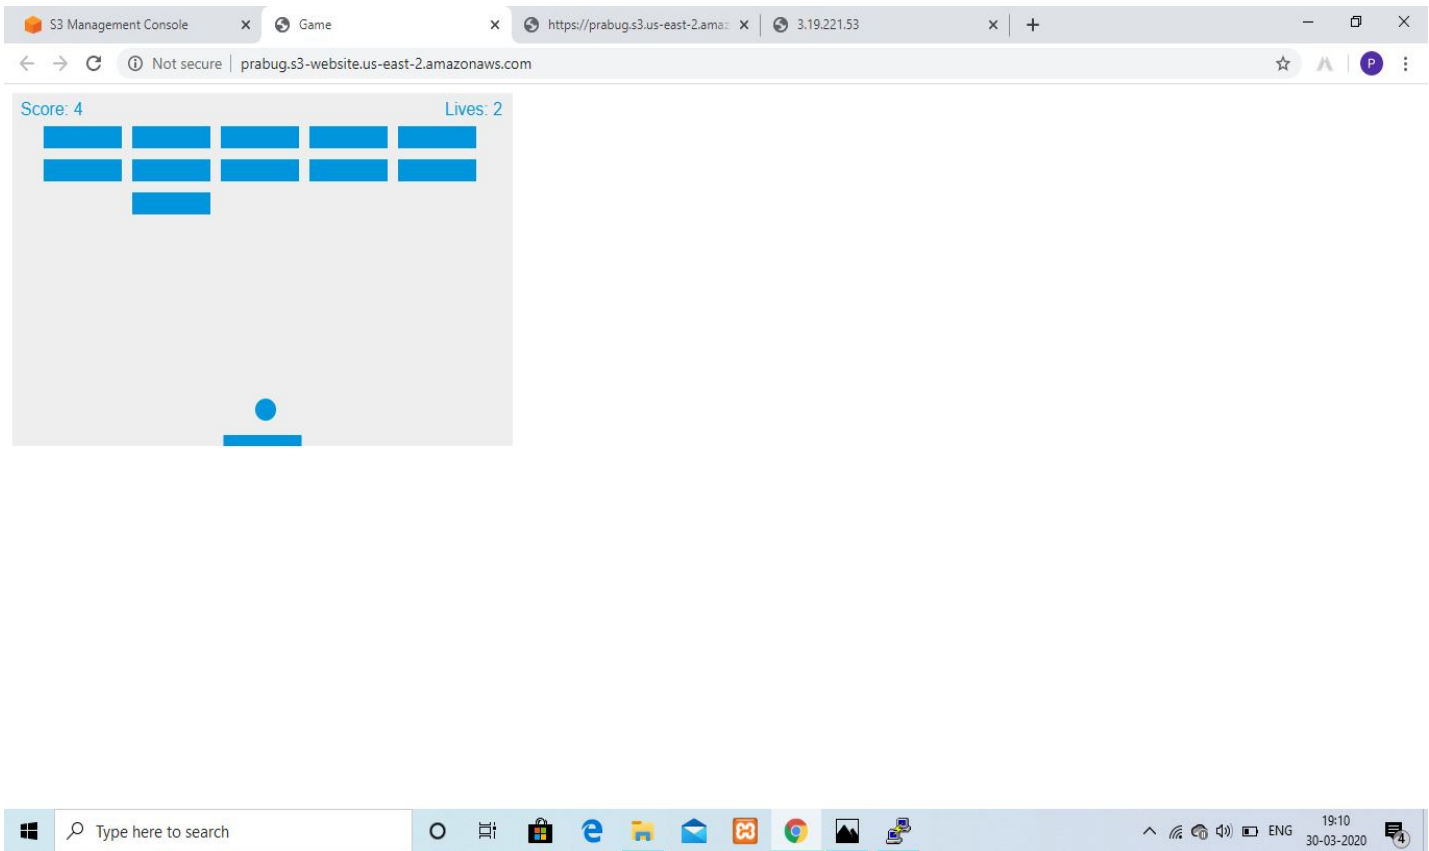 S3 Management Console
Game
https://prabug.s3.us-east-2.amaz
3.19.221.53
Not secure
prabug.s3-website.us-east-2.amazonaws.com
P
Score: 4
Lives: 2
Type here to search
ENG
19:10
30-03-2020
4